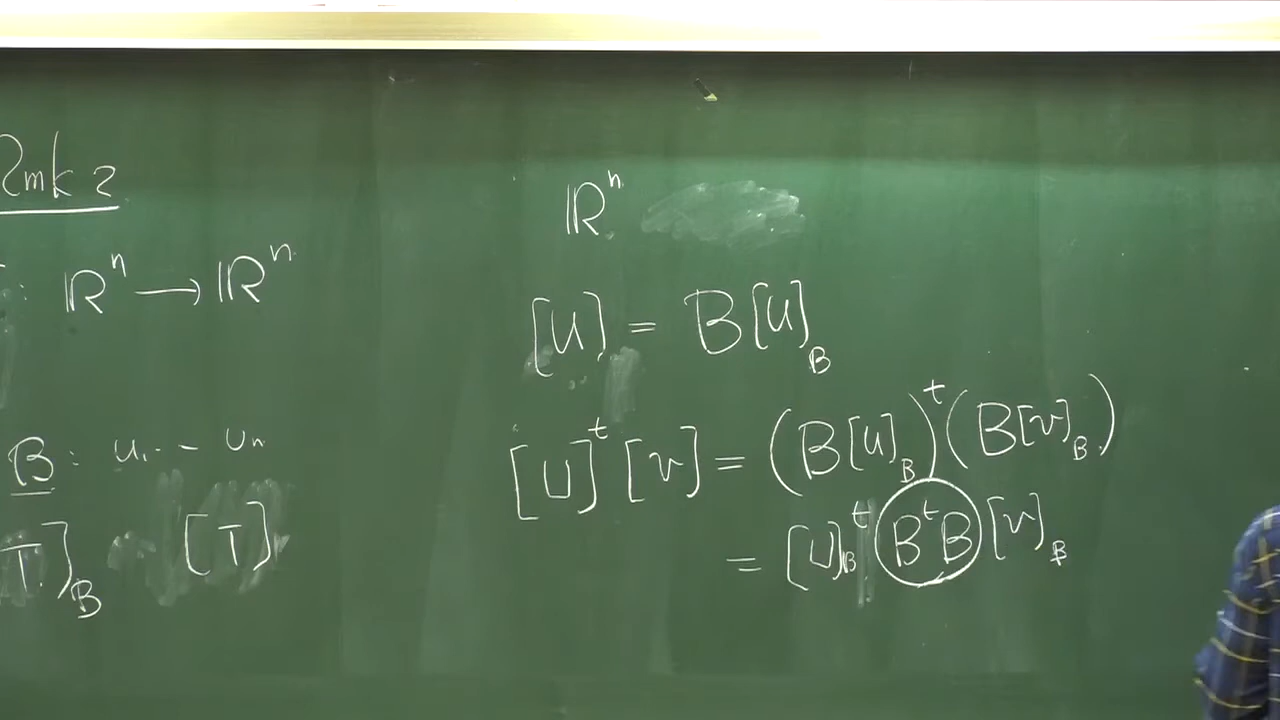 Rmk 2
: ℝⁿ → ℝⁿ
B : u₁, – uₙ
T]_B [T]
ℝⁿ
[u] = B[u]_B
[u]ᵗ[v] = (B[u]_B)ᵗ(B[v]_B)
= [u]_Bᵗ BᵗB [v]_B